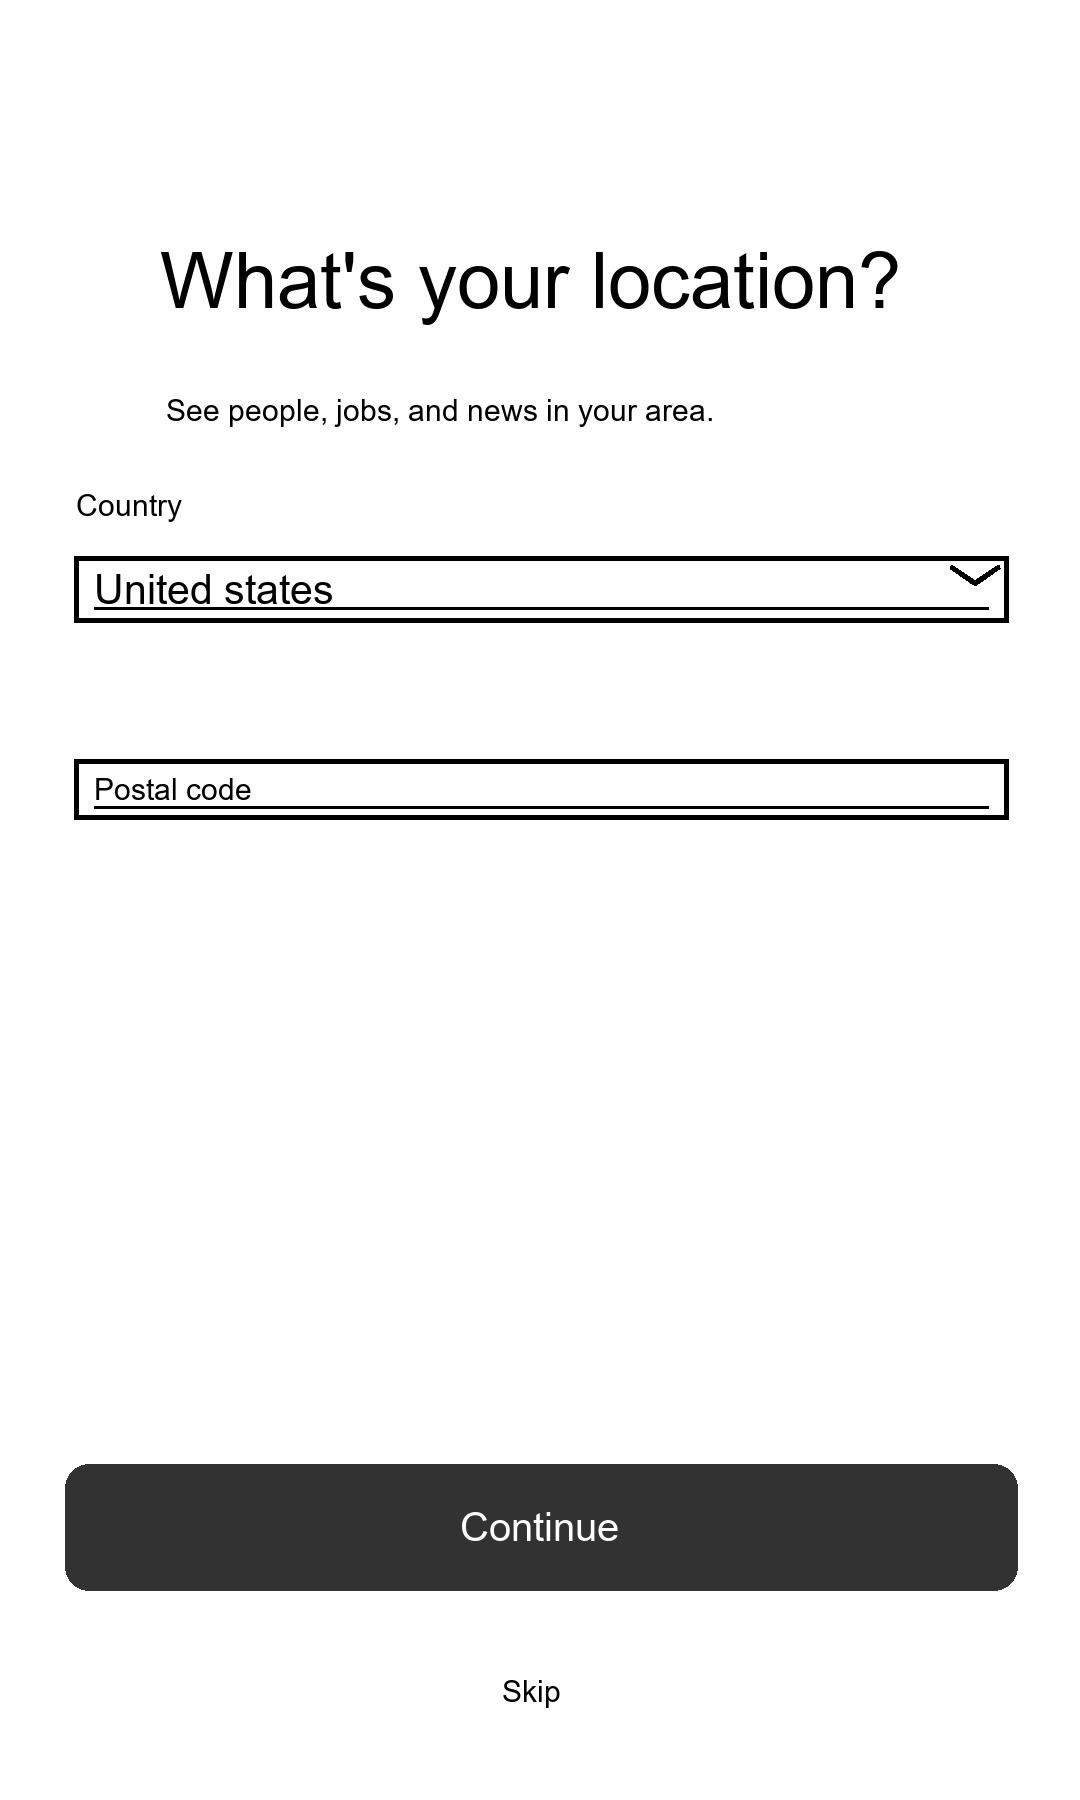 What's your location?
See people, jobs, and news in your area.
Country
United states
Postal code
Continue
Skip